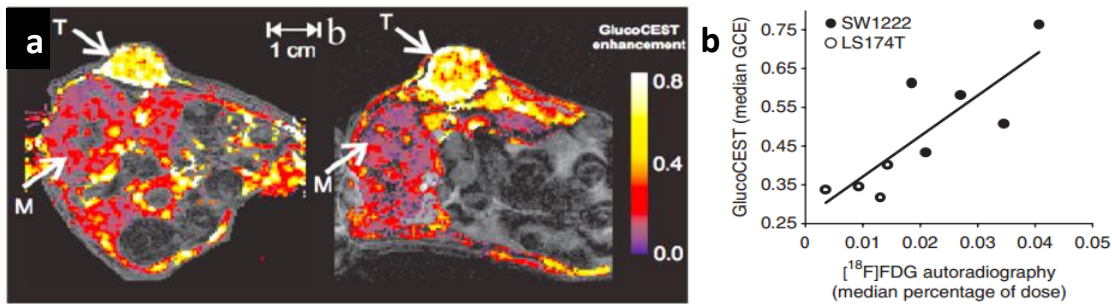 a
T
1 cm
b
GlucoCEST
enhancement
0.8
0.4
0.0
M
T
M
b
SW1222
LS174T
0.75
0.65
0.55
0.45
0.35
0.25
GlucoCEST (median GCE)
0 0.01 0.02 0.03 0.04 0.05
[¹⁸F]FDG autoradiography
(median percentage of dose)